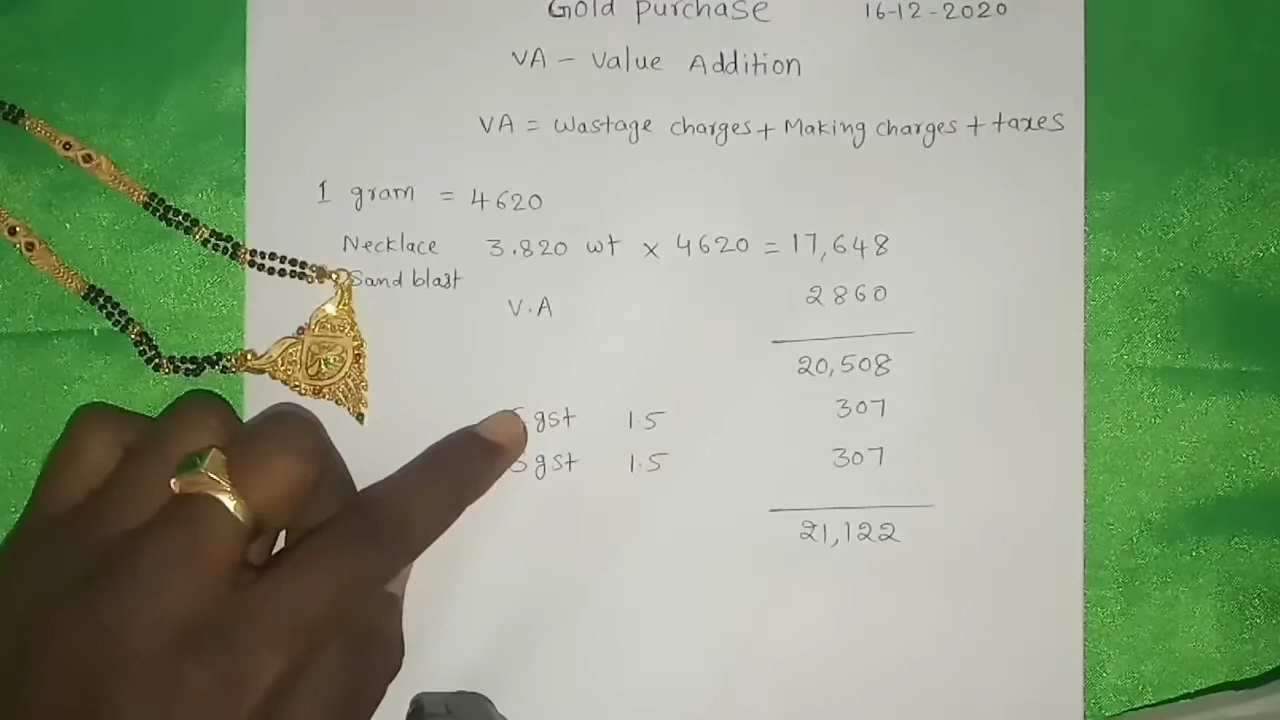 Gold Purchase 16-12-2020
VA - Value Addition
VA = Wastage charges + Making charges + taxes
1 gram = 4620
Necklace 3.820 wt x 4620 = 17,648
Sand blast
V.A 2860
20,508
gst 1.5 307
Sgst 1.5 307
21,122